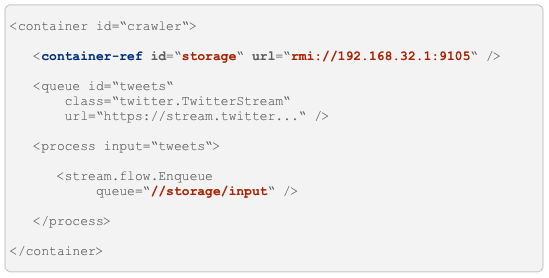 <container id=“crawler“>
<container-ref id=“storage“ url=“rmi://192.168.32.1:9105“ />
<queue id=“tweets“
class=“twitter.TwitterStream“
url=“https://stream.twitter...“ />
<process input=“tweets“>
<stream.flow.Enqueue
queue=“//storage/input“ />
</process>
</container>